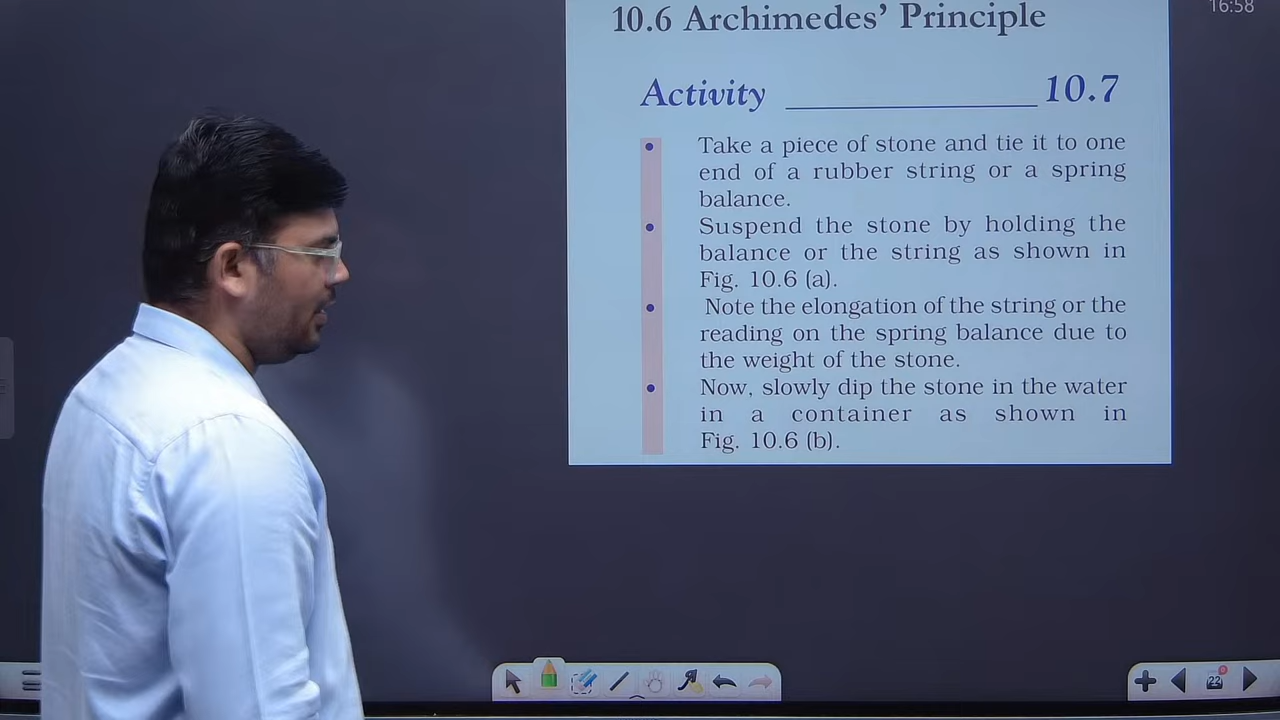 16:58
10.6 Archimedes’ Principle
Activity ____________ 10.7
• Take a piece of stone and tie it to one
end of a rubber string or a spring
balance.
• Suspend the stone by holding the
balance or the string as shown in
Fig. 10.6 (a).
• Note the elongation of the string or the
reading on the spring balance due to
the weight of the stone.
• Now, slowly dip the stone in the water
in a container as shown in
Fig. 10.6 (b).
22